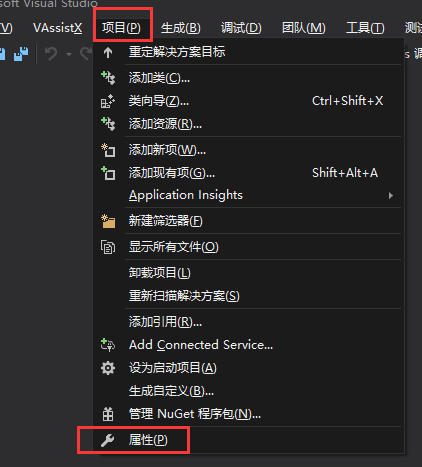 soft Visual Studio
(V) VAssistX 项目(P) 生成(B) 调试(D) 团队(M) 工具(T) 测试
重定解决方案目标 调
添加类(C)...
类向导(Z)... Ctrl+Shift+X
添加资源(R)...
添加新项(W)...
添加现有项(G)... Shift+Alt+A
Application Insights
新建筛选器(F)
显示所有文件(O)
卸载项目(L)
重新扫描解决方案(S)
添加引用(R)...
Add Connected Service...
设为启动项目(A)
生成自定义(B)...
管理 NuGet 程序包(N)...
属性(P)